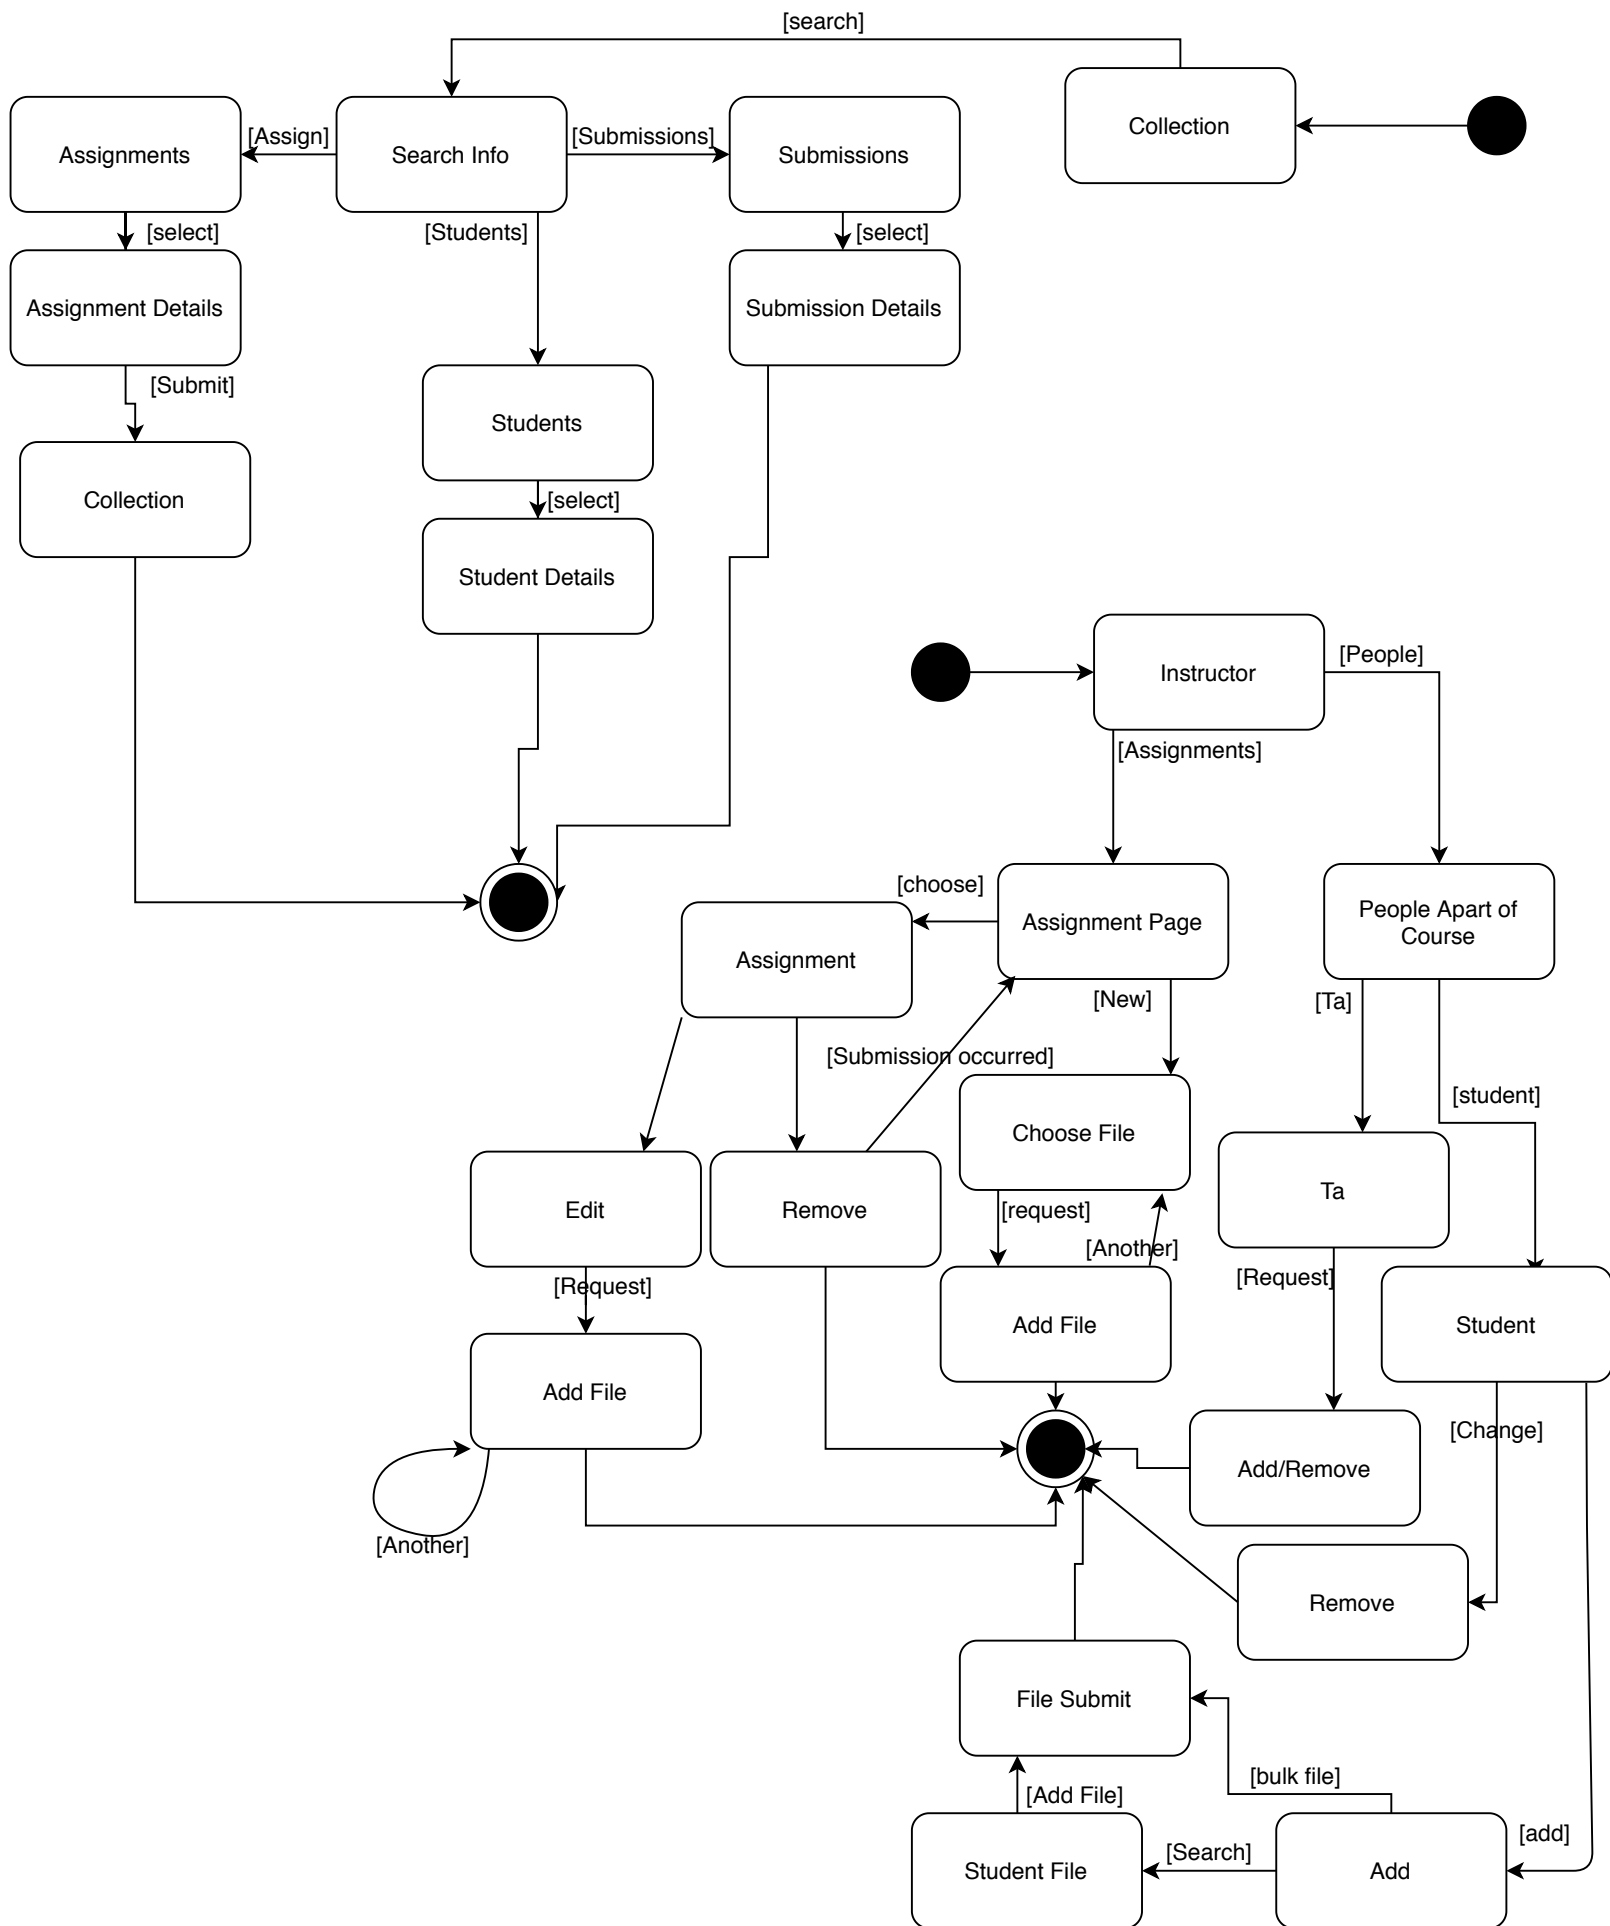 [search]
Collection
Assignments
[Assign]
Search Info
[Submissions]
Submissions
[select]
[Students]
[select]
Assignment Details
Submission Details
[Submit]
Students
Collection
[select]
Student Details
Instructor
[People]
[Assignments]
[choose]
Assignment Page
People Apart of
Course
Assignment
[New]
[Ta]
[Submission occurred]
[student]
Choose File
Ta
Edit
Remove
[request]
[Another]
[Request]
[Request]
Add File
Student
Add File
[Change]
Add/Remove
[Another]
Remove
File Submit
[bulk file]
[Add File]
[add]
[Search]
Student File
Add